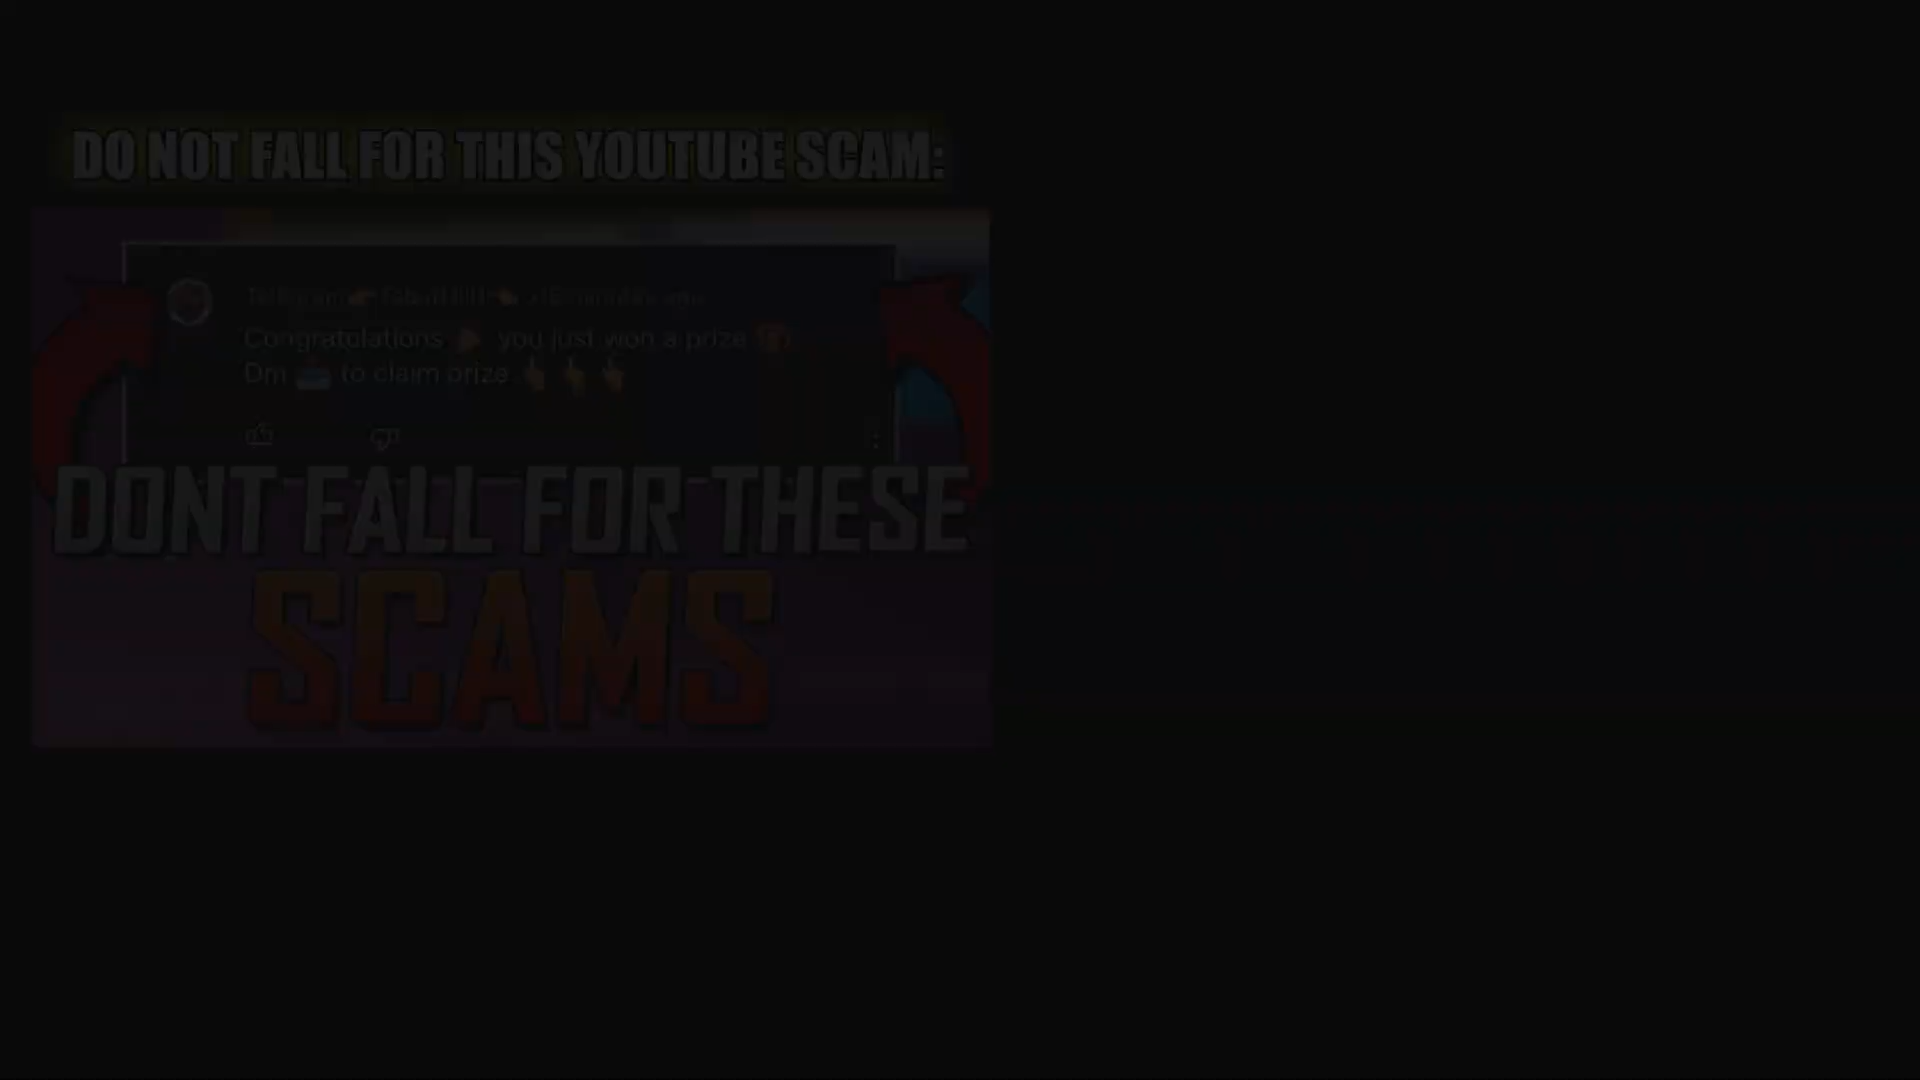 DO NOT FALL FOR THIS YOUTUBE SCAM:
Congratulations you just won a prize
Dm to claim prize
DONT FALL FOR THESE
SCAMS